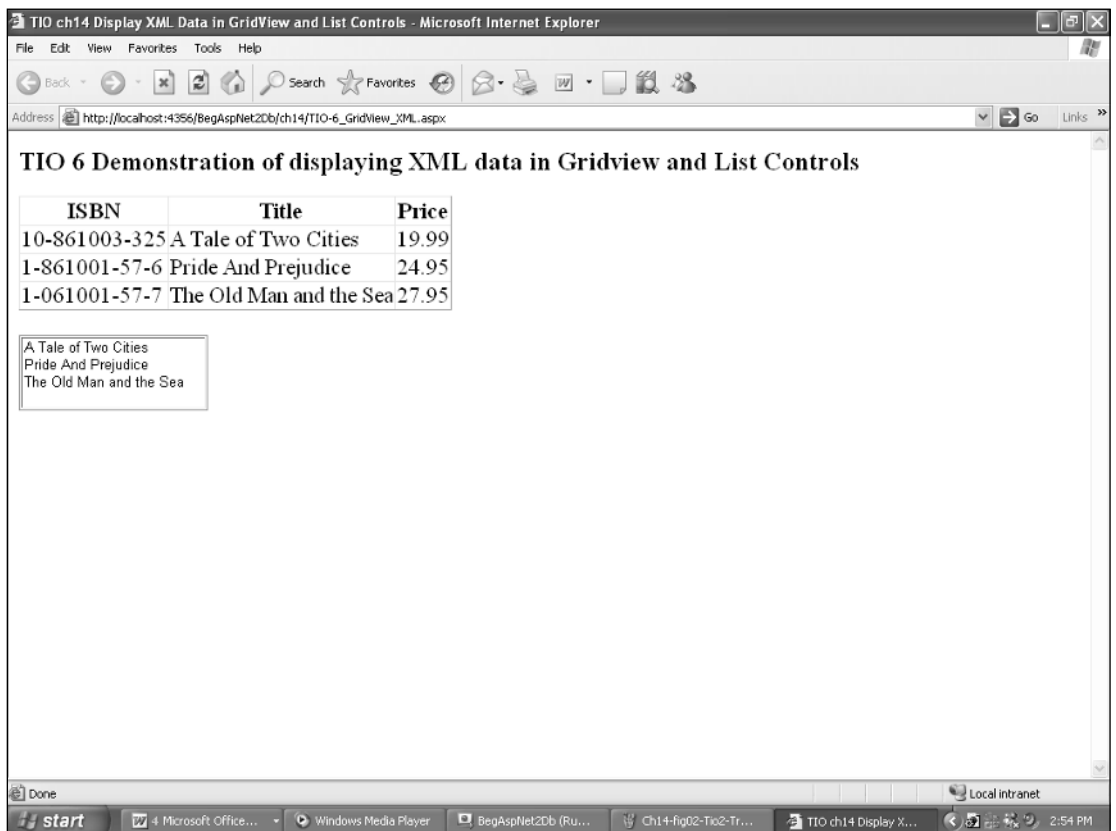 TIO ch14 Display XML Data in GridView and List Controls - Microsoft Internet Explorer
File Edit View Favorites Tools Help
Back Search Favorites
Address http://localhost:4356/BegAspNet2Db/ch14/TIO-6_GridView_XML.aspx Go Links »
TIO 6 Demonstration of displaying XML data in Gridview and List Controls
ISBN Title Price
10-861003-325 A Tale of Two Cities 19.99
1-861001-57-6 Pride And Prejudice 24.95
1-061001-57-7 The Old Man and the Sea 27.95
A Tale of Two Cities
Pride And Prejudice
The Old Man and the Sea
Done Local intranet
start 4 Microsoft Office... Windows Media Player BegAspNet2Db (Ru... Ch14-fig02-Tio2-Tr... TIO ch14 Display X... 2:54 PM